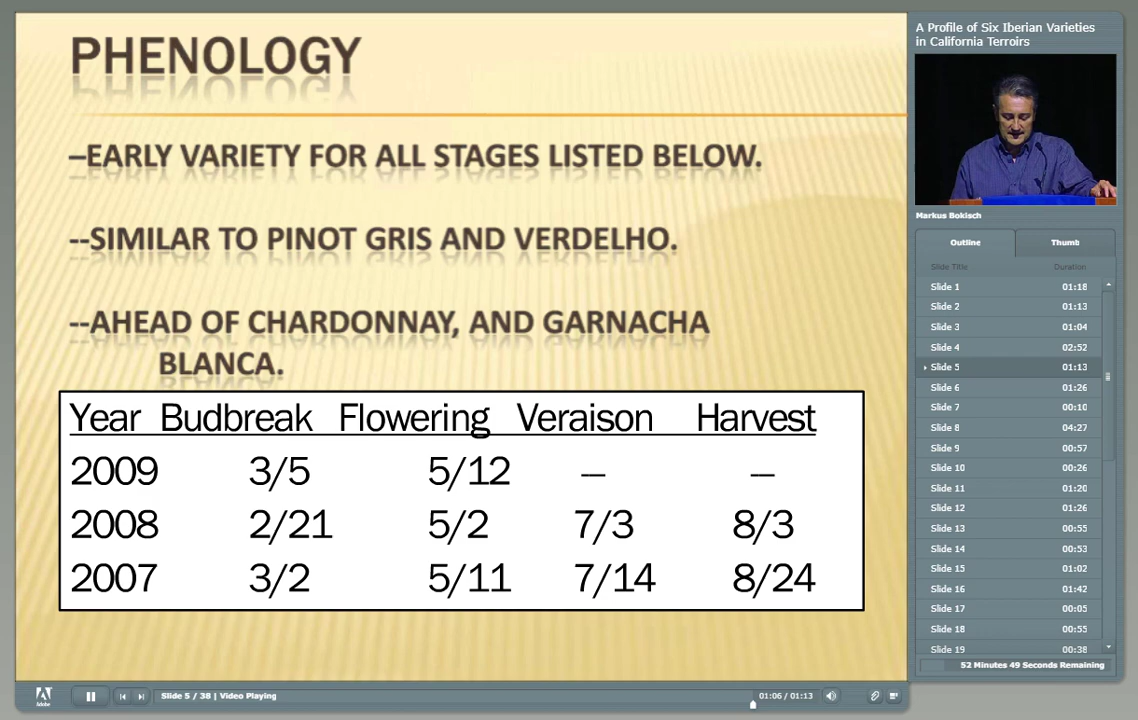 PHENOLOGY
–EARLY VARIETY FOR ALL STAGES LISTED BELOW.
--SIMILAR TO PINOT GRIS AND VERDELHO.
--AHEAD OF CHARDONNAY, AND GARNACHA
BLANCA.
Year Budbreak Flowering Veraison Harvest
2009 3/5 5/12 -- --
2008 2/21 5/2 7/3 8/3
2007 3/2 5/11 7/14 8/24
A Profile of Six Iberian Varieties
in California Terroirs
Markus Bokisch
Outline Thumb
Slide Title Duration
Slide 1 01:18
Slide 2 01:13
Slide 3 01:04
Slide 4 02:52
Slide 5 01:13
Slide 6 01:26
Slide 7 00:10
Slide 8 04:27
Slide 9 00:57
Slide 10 00:26
Slide 11 01:20
Slide 12 01:26
Slide 13 00:55
Slide 14 00:53
Slide 15 01:02
Slide 16 01:42
Slide 17 00:05
Slide 18 00:55
Slide 19 00:38
52 Minutes 49 Seconds Remaining
Adobe
Slide 5 / 38 | Video Playing
01:06 / 01:13